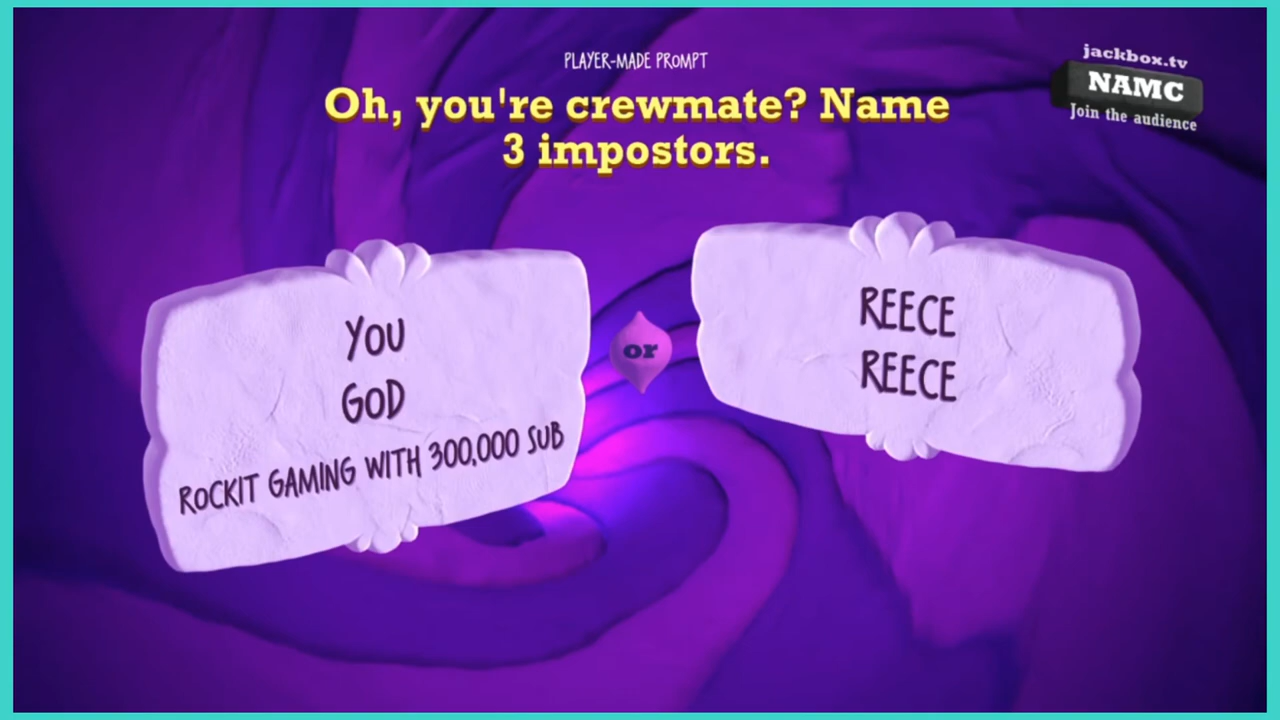 PLAYER-MADE PROMPT
Oh, you're crewmate? Name
3 impostors.
jackbox.tv
NAMC
Join the audience
YOU
GOD
ROCKIT GAMING WITH 300,000 SUB
or
REECE
REECE